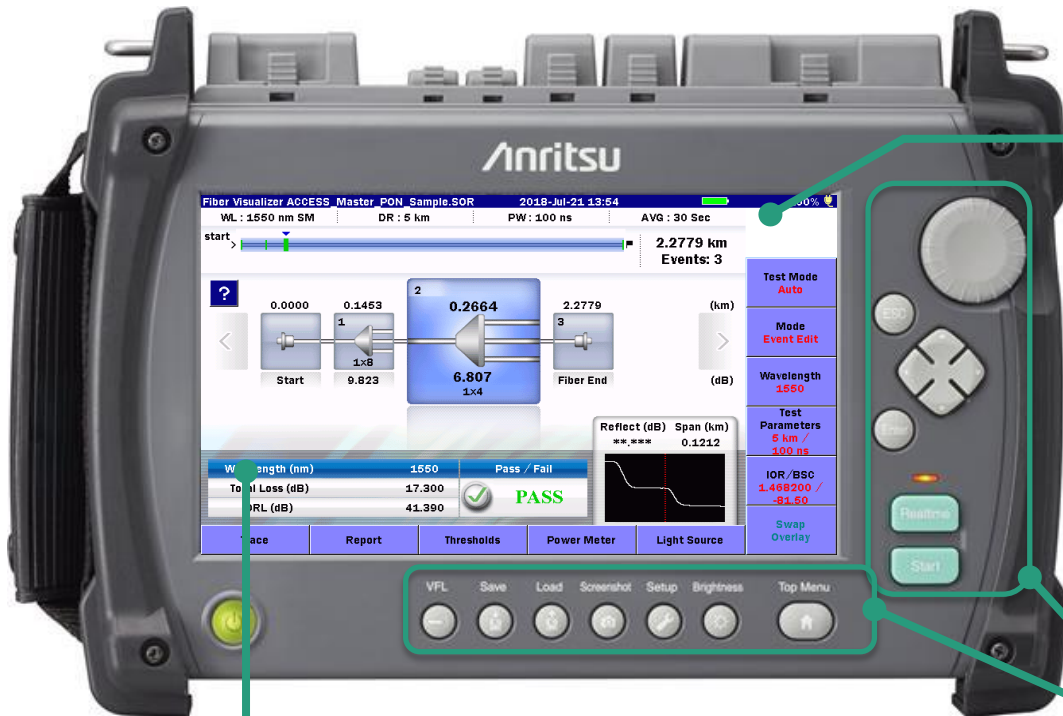 Anritsu
Fiber Visualizer ACCESS_Master_PON_Sample.SOR 2018-Jul-21 13:54
WL : 1550 nm SM DR : 5 km PW : 100 ns AVG : 30 Sec
start
2.2779 km
Events: 3
?
0.0000 0.1453 2 0.2664 2.2779 (km)
1 3
1x8
Start 9.823 6.807 Fiber End (dB)
1x4
Reflect (dB) Span (km)
**.*** 0.1212
(nm) 1550 Pass / Fail
Loss (dB) 17.300
PASS
(dB) 41.390
Report Thresholds Power Meter Light Source
Test Mode
Auto
Mode
Event Edit
Wavelength
1550
Test
Parameters
5 km /
100 ns
IOR/BSC
1.468200 /
-81.50
Swap
Overlay
ESC
Enter
Realtime
Start
VFL Save Load Screenshot Setup Brightness Top Menu